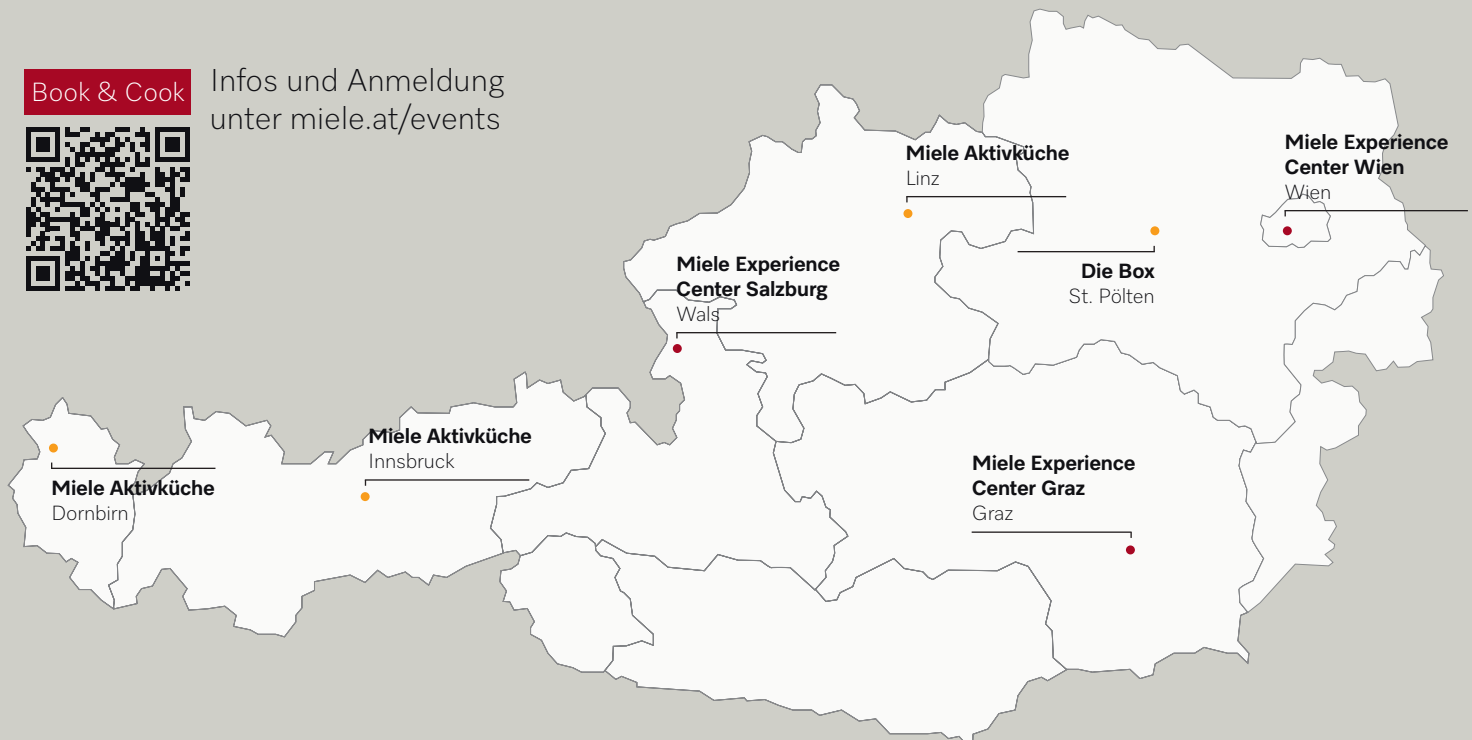 Book & Cook
Infos und Anmeldung
unter miele.at/events
Miele Aktivküche
Linz
Miele Experience
Center Wien
Wien
Die Box
St. Pölten
Miele Experience
Center Salzburg
Wals
Miele Aktivküche
Innsbruck
Miele Aktivküche
Dornbirn
Miele Experience
Center Graz
Graz